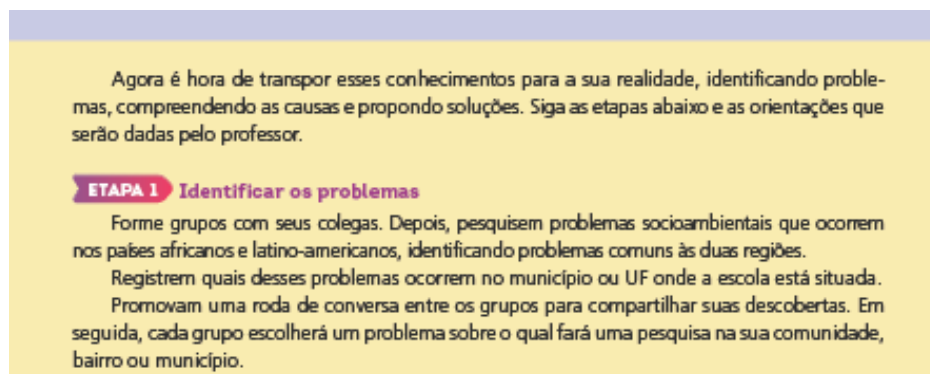 Agora é hora de transpor esses conhecimentos para a sua realidade, identificando proble-
mas, compreendendo as causas e propondo soluções. Siga as etapas abaixo e as orientações que
serão dadas pelo professor.
ETAPA 1 Identificar os problemas
Forme grupos com seus colegas. Depois, pesquisem problemas socioambientais que ocorrem
nos países africanos e latino-americanos, identificando problemas comuns às duas regiões.
Registrem quais desses problemas ocorrem no município ou UF onde a escola está situada.
Promovam uma roda de conversa entre os grupos para compartilhar suas descobertas. Em
seguida, cada grupo escolherá um problema sobre o qual fará uma pesquisa na sua comunidade,
bairro ou município.